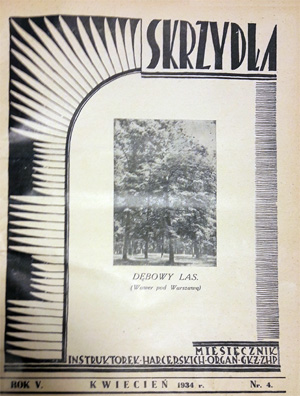 SKRZYDŁA
DĘBOWY LAS.
(Wawer pod Warszawą)
MIESIĘCZNIK
INSTRUKTOREK-HARCERSKICH-ORGAN-GKŻ-ZHP
ROK V. KWIECIEŃ 1934 r. Nr. 4.